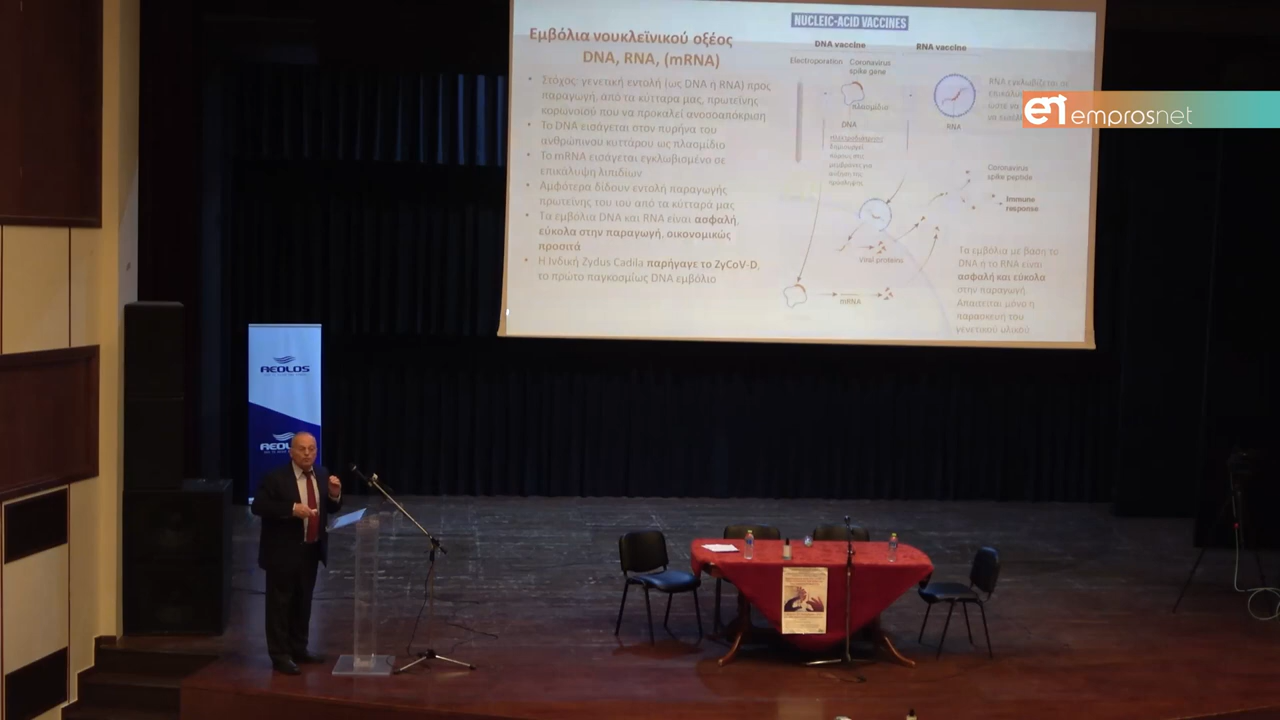 NUCLEIC-ACID VACCINES
Εμβόλια νουκλεϊνικού οξέος
DNA, RNA, (mRNA)
• Στόχος: γενετική εντολή (ως DNA ή RNA) προς
παραγωγή, από τα κύτταρα μας, πρωτεΐνης
κορωνοϊού που να προκαλεί ανοσοαπόκριση
• Το DNA εισάγεται στον πυρήνα του
ανθρώπινου κυττάρου ως πλασμίδιο
• Το mRNA εισάγεται εγκλωβισμένο σε
επικάλυψη λιπιδίων
• Αμφότερα δίδουν εντολή παραγωγής
πρωτεΐνης του ιού από τα κύτταρά μας
• Τα εμβόλια DNA και RNA είναι ασφαλή,
εύκολα στην παραγωγή, οικονομικώς
προσιτά
• Η Ινδική Zydus Cadila παρήγαγε το ZyCoV-D,
το πρώτο παγκοσμίως DNA εμβόλιο
DNA vaccine
RNA vaccine
Electroporation
Coronavirus
spike gene
πλασμίδιο
DNA
RNA
RNA εγκλωβίζεται σε
Coronavirus
spike peptide
Immune
response
Viral proteins
mRNA
Τα εμβόλια με βάση το
DNA ή το RNA είναι
ασφαλή και εύκολα
στην παραγωγή.
Απαιτείται μόνο η
παρασκευή του
γενετικού υλικού
en emprosnet
AEOLOS